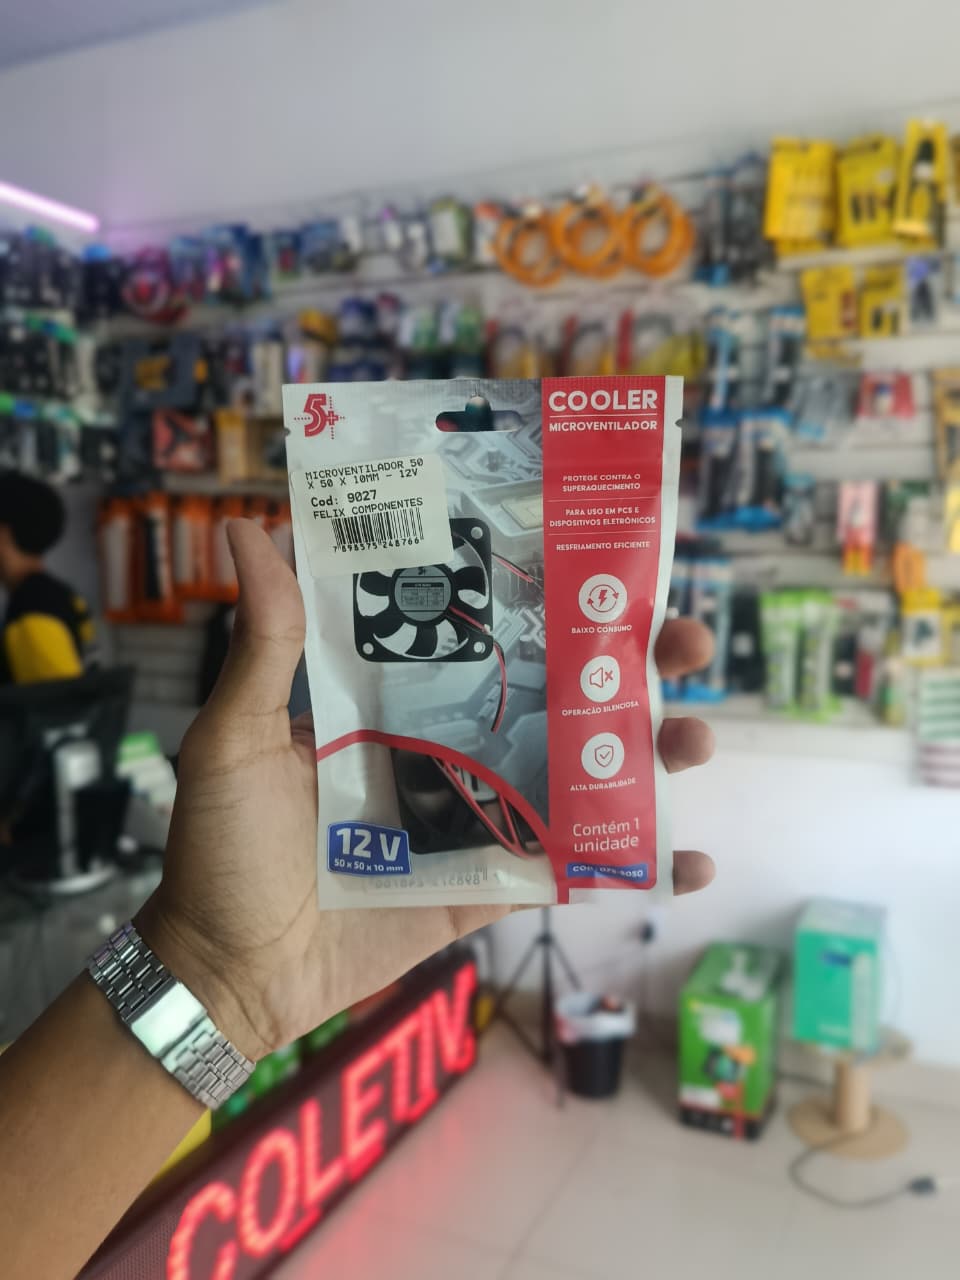 5+
COOLER
MICROVENTILADOR
MICROVENTILADOR 50
X 50 X 10MM - 12V
Cod: 9027
FELIX COMPONENTES
7898575248766
PROTEGE CONTRA O
SUPERAQUECIMENTO
PARA USO EM PCS E
DISPOSITIVOS ELETRÔNICOS
RESFRIAMENTO EFICIENTE
BAIXO CONSUMO
OPERAÇÃO SILENCIOSA
ALTA DURABILIDADE
12 V
50 x 50 x 10 mm
Contém 1
unidade
COLETIV